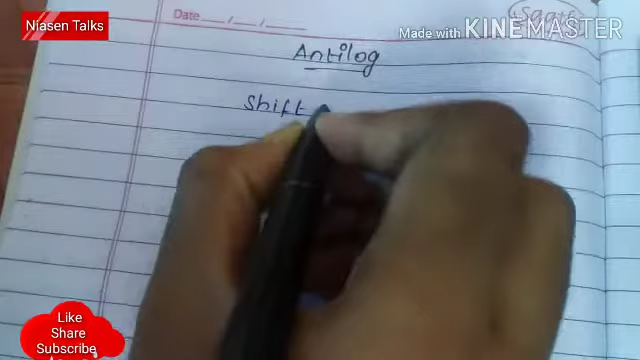 Niasen Talks
Date
Made with KINEMASTER
Antilog
Shift
Like
Share
Subscribe